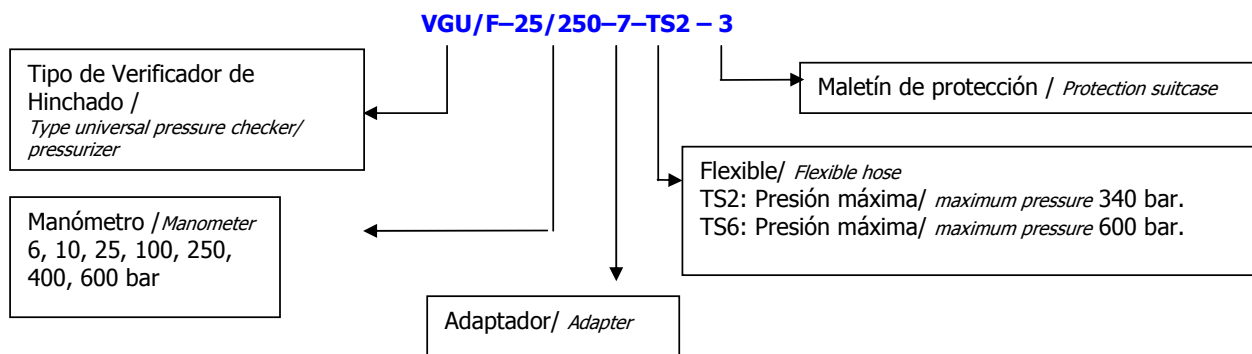 VGU/F–25/250–7–TS2 – 3
Tipo de Verificador de
Hinchado /
Type universal pressure checker/
pressurizer
Maletín de protección / Protection suitcase
Flexible/ Flexible hose
TS2: Presión máxima/ maximum pressure 340 bar.
TS6: Presión máxima/ maximum pressure 600 bar.
Manómetro /Manometer
6, 10, 25, 100, 250,
400, 600 bar
Adaptador/ Adapter